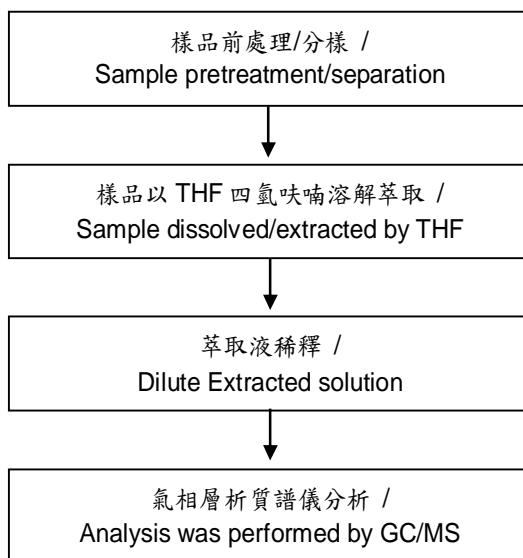 樣品前處理/分樣 /
Sample pretreatment/separation
樣品以 THF 四氫呋喃溶解萃取 /
Sample dissolved/extracted by THF
萃取液稀釋 /
Dilute Extracted solution
氣相層析質譜儀分析 /
Analysis was performed by GC/MS